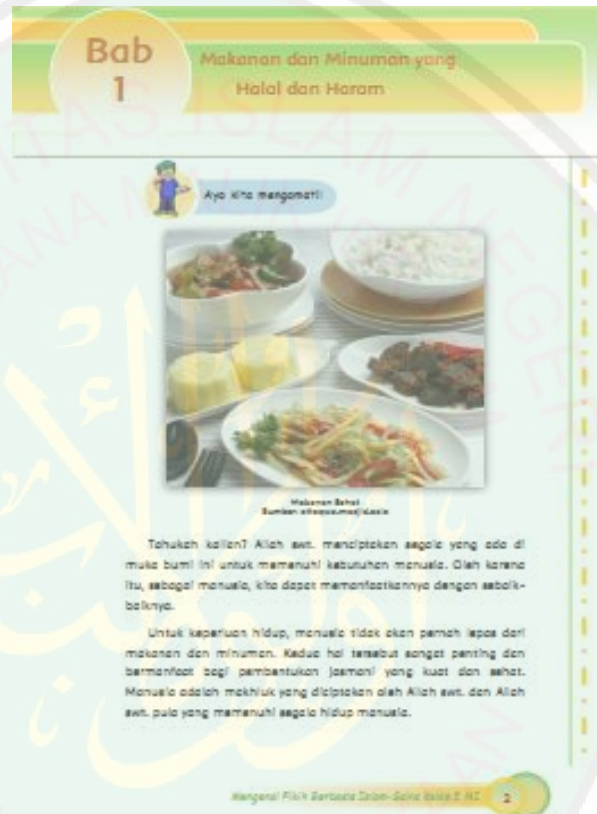 Bab
1
Makanan dan Minuman yang
Halal dan Haram
Ayo kita mengamati!
Makanan Sehat
Tahukah kalian? Allah swt. menciptakan segala yang ada di
muka bumi ini untuk memenuhi kebutuhan manusia. Oleh karena
itu, sebagai manusia, kita dapat memanfaatkannya dengan sebaik-
baiknya.
Untuk keperluan hidup, manusia tidak akan pernah lepas dari
makanan dan minuman. Kedua hal tersebut sangat penting dan
bermanfaat bagi pembentukan jasmani yang kuat dan sehat.
Manusia adalah makhluk yang diciptakan oleh Allah swt. dan Allah
swt. pula yang memenuhi segala hidup manusia.
Mengenal Fikih Berbasis Islam-Sains Kelas 2 MI
2